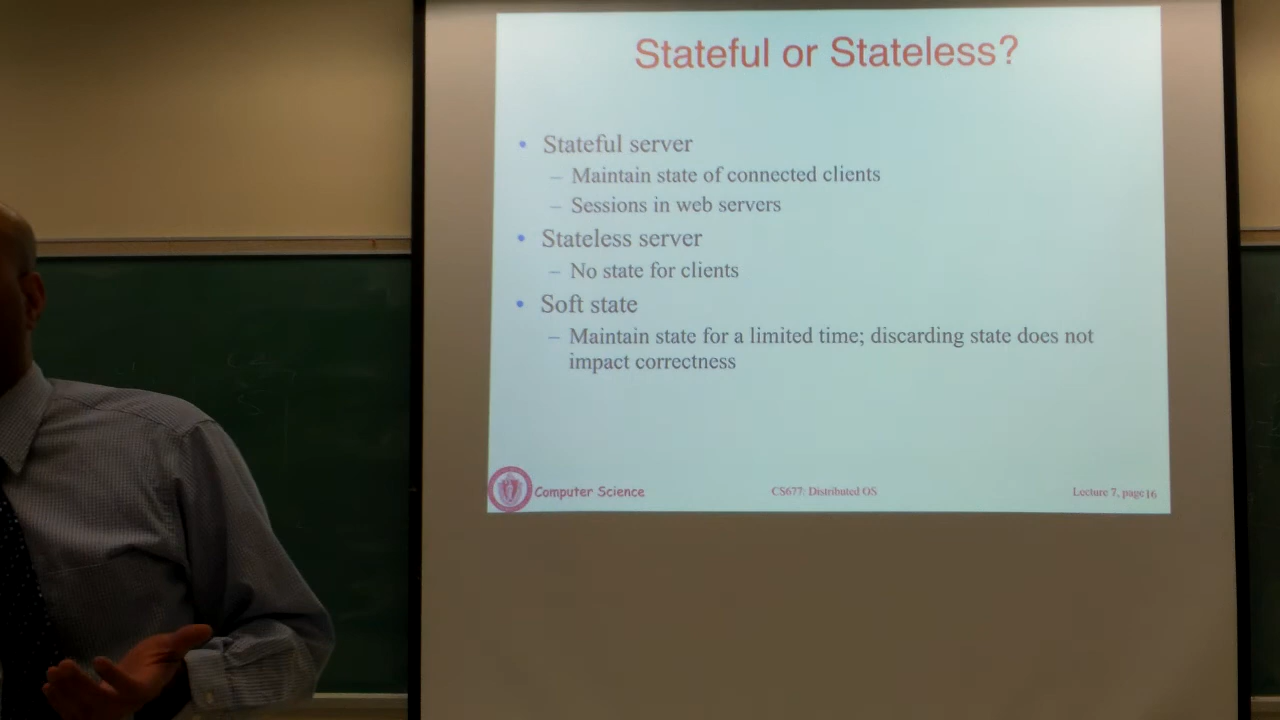 Stateful or Stateless?
• Stateful server
– Maintain state of connected clients
– Sessions in web servers
• Stateless server
– No state for clients
• Soft state
– Maintain state for a limited time; discarding state does not
impact correctness
Computer Science
CS677: Distributed OS
Lecture 7, page 16